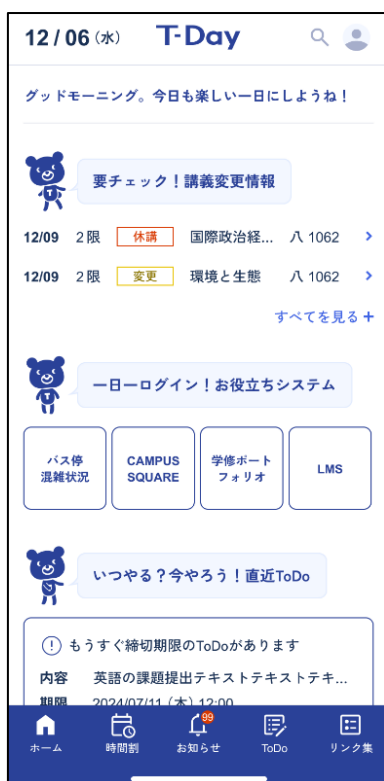 12/06(水) T-Day
グッドモーニング。今日も楽しい一日にしようね！
要チェック！講義変更情報
12/09 2限 休講 国際政治経... 八 1062
12/09 2限 変更 環境と生態 八 1062
すべてを見る+
一日一ログイン！お役立ちシステム
バス停
混雑状況
CAMPUS
SQUARE
学修ポート
フォリオ
LMS
いつやる？今やろう！直近ToDo
もうすぐ締切期限のToDoがあります
内容 英語の課題提出テキストテキストテキ...
期限 2024/07/11 (木) 12:00
99
ホーム 時間割 お知らせ ToDo リンク集